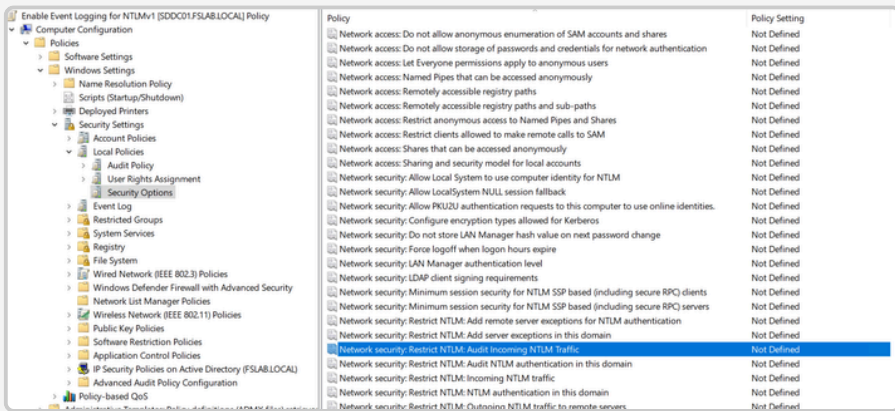 Enable Event Logging for NTLMv1 [SDDC01.FSLAB.LOCAL] Policy
Computer Configuration
Policies
Software Settings
Windows Settings
Name Resolution Policy
Scripts (Startup/Shutdown)
Deployed Printers
Security Settings
Account Policies
Local Policies
Audit Policy
User Rights Assignment
Security Options
Event Log
Restricted Groups
System Services
Registry
File System
Wired Network (IEEE 802.3) Policies
Windows Defender Firewall with Advanced Security
Network List Manager Policies
Wireless Network (IEEE 802.11) Policies
Public Key Policies
Software Restriction Policies
Application Control Policies
IP Security Policies on Active Directory (FSLAB.LOCAL)
Advanced Audit Policy Configuration
Policy-based QoS
Administrative Templates: Policy definitions (ADMX files) retrieve
Policy Policy Setting
Network access: Do not allow anonymous enumeration of SAM accounts and shares Not Defined
Network access: Do not allow storage of passwords and credentials for network authentication Not Defined
Network access: Let Everyone permissions apply to anonymous users Not Defined
Network access: Named Pipes that can be accessed anonymously Not Defined
Network access: Remotely accessible registry paths Not Defined
Network access: Remotely accessible registry paths and sub-paths Not Defined
Network access: Restrict anonymous access to Named Pipes and Shares Not Defined
Network access: Restrict clients allowed to make remote calls to SAM Not Defined
Network access: Shares that can be accessed anonymously Not Defined
Network access: Sharing and security model for local accounts Not Defined
Network security: Allow Local System to use computer identity for NTLM Not Defined
Network security: Allow LocalSystem NULL session fallback Not Defined
Network security: Allow PKU2U authentication requests to this computer to use online identities. Not Defined
Network security: Configure encryption types allowed for Kerberos Not Defined
Network security: Do not store LAN Manager hash value on next password change Not Defined
Network security: Force logoff when logon hours expire Not Defined
Network security: LAN Manager authentication level Not Defined
Network security: LDAP client signing requirements Not Defined
Network security: Minimum session security for NTLM SSP based (including secure RPC) clients Not Defined
Network security: Minimum session security for NTLM SSP based (including secure RPC) servers Not Defined
Network security: Restrict NTLM: Add remote server exceptions for NTLM authentication Not Defined
Network security: Restrict NTLM: Add server exceptions in this domain Not Defined
Network security: Restrict NTLM: Audit Incoming NTLM Traffic Not Defined
Network security: Restrict NTLM: Audit NTLM authentication in this domain Not Defined
Network security: Restrict NTLM: Incoming NTLM traffic Not Defined
Network security: Restrict NTLM: NTLM authentication in this domain Not Defined
Network security: Restrict NTLM: Outgoing NTLM traffic to remote servers Not Defined